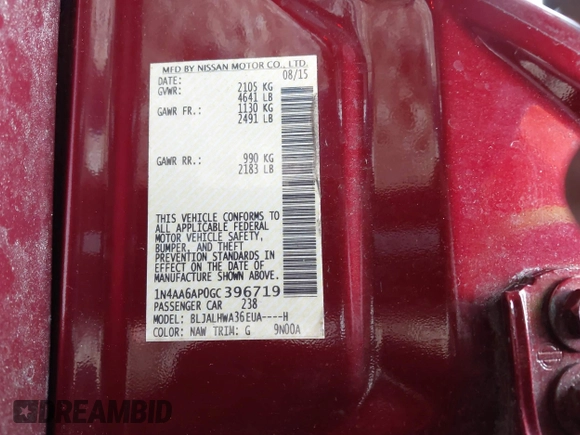 MFD BY NISSAN MOTOR CO., LTD.
DATE: 08/15
GVWR: 2105 KG
4641 LB
GAWR FR.: 1130 KG
2491 LB
GAWR RR.: 990 KG
2183 LB
THIS VEHICLE CONFORMS TO
ALL APPLICABLE FEDERAL
MOTOR VEHICLE SAFETY,
BUMPER, AND THEFT
PREVENTION STANDARDS IN
EFFECT ON THE DATE OF
MANUFACTURE SHOWN ABOVE.
1N4AA6AP0GC396719
PASSENGER CAR 238
MODEL: BLJALHWA36EUA----H
COLOR: NAW TRIM: G 9N00A
DREAMBID